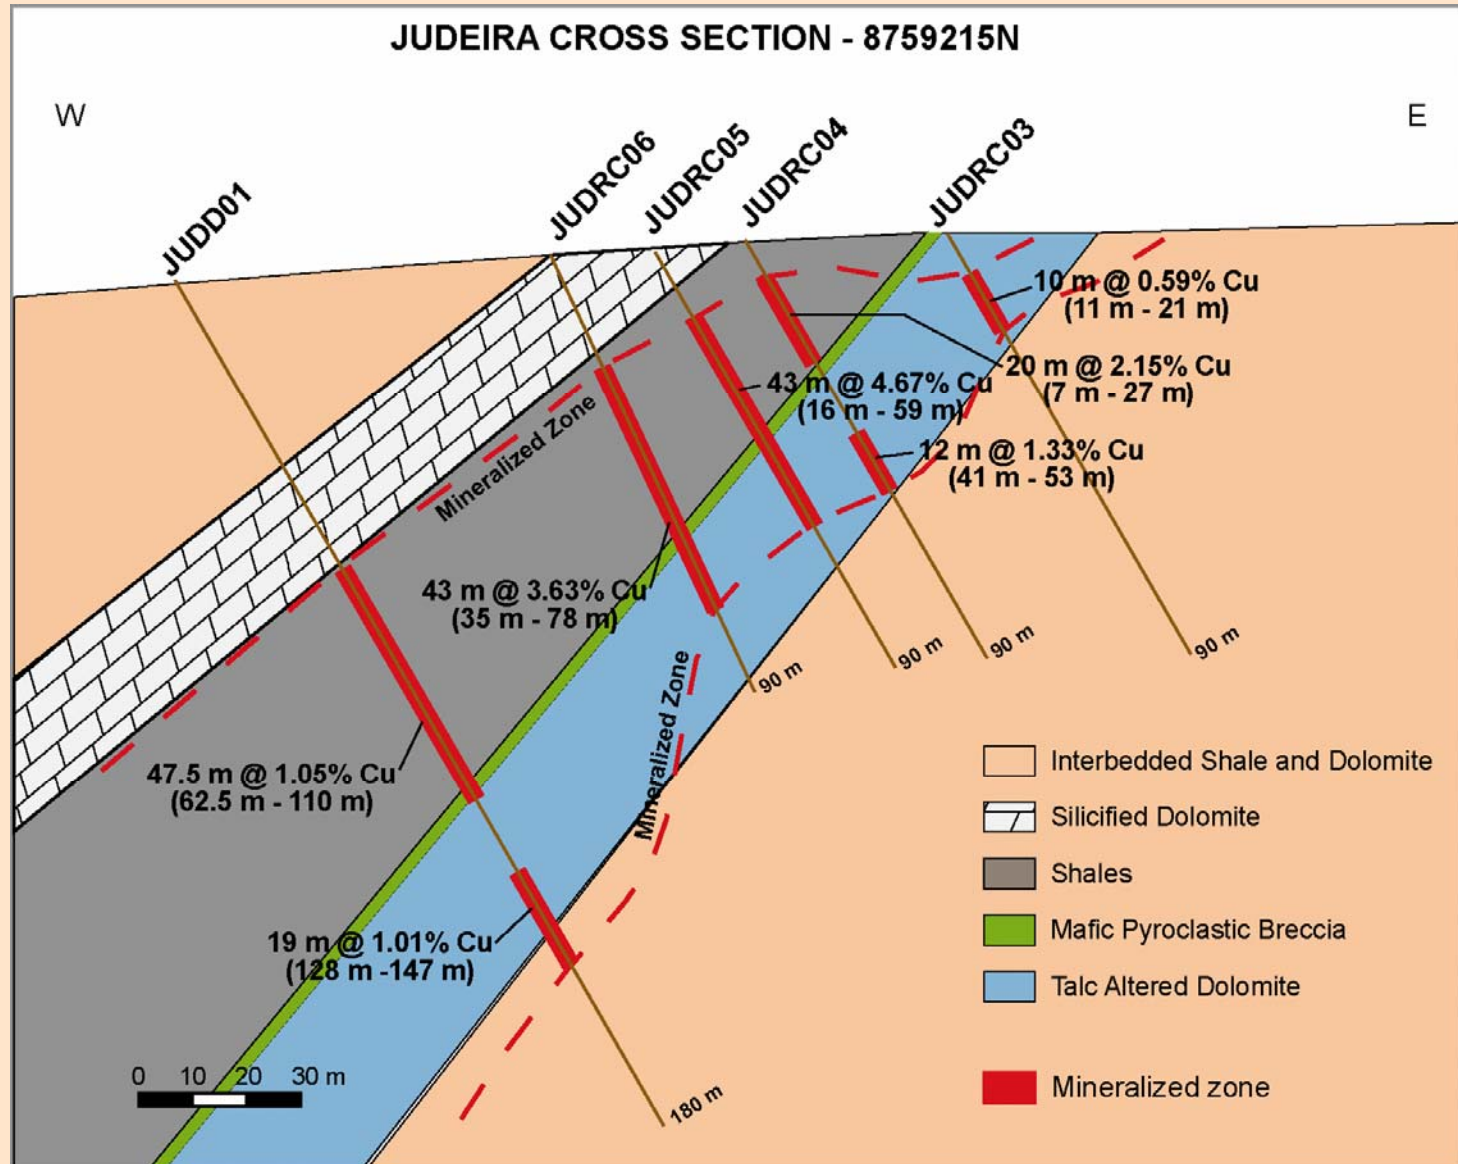 JUDEIRA CROSS SECTION - 8759215N
W
E
JUDD01
JUDRC06
JUDRC05
JUDRC04
JUDRC03
10 m @ 0.59% Cu
(11 m - 21 m)
20 m @ 2.15% Cu
(7 m - 27 m)
43 m @ 4.67% Cu
(16 m - 59 m)
12 m @ 1.33% Cu
(41 m - 53 m)
Mineralized Zone
43 m @ 3.63% Cu
(35 m - 78 m)
90 m
90 m
90 m
90 m
Mineralized Zone
47.5 m @ 1.05% Cu
(62.5 m - 110 m)
19 m @ 1.01% Cu
(128 m -147 m)
180 m
0 10 20 30 m
Interbedded Shale and Dolomite
Silicified Dolomite
Shales
Mafic Pyroclastic Breccia
Talc Altered Dolomite
Mineralized zone